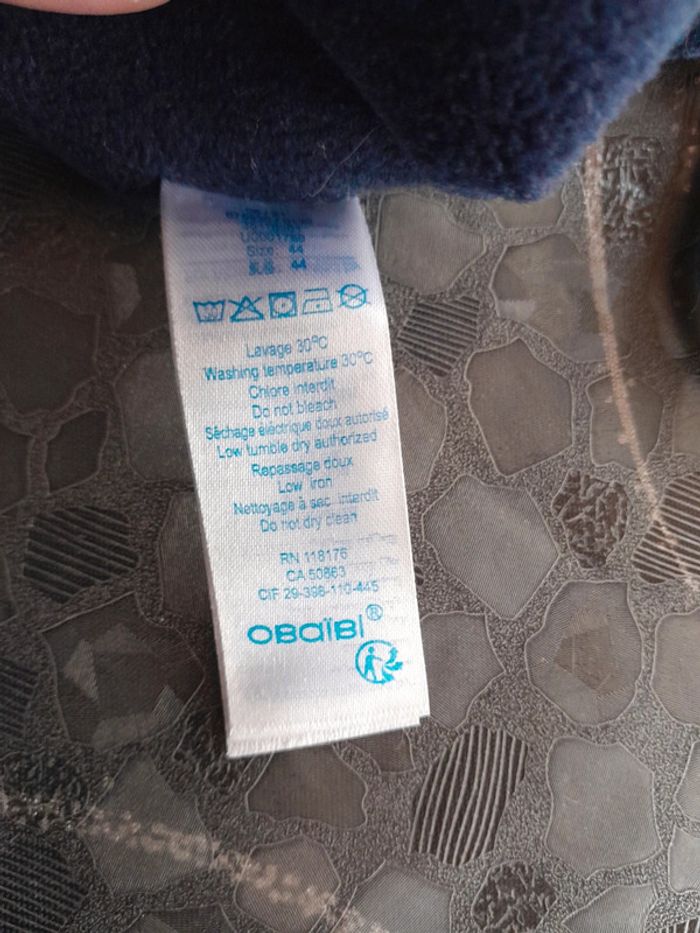 Size: 44
44
Lavage 30°C
Washing temperature 30°C
Chlore interdit
Do not bleach
Sèchage électrique doux autorisé
Low tumble dry authorized
Repassage doux
Low iron
Nettoyage à sec interdit
Do not dry clean
RN 118176
CA 50863
CIF 29-398-110-445
OBaïBI®